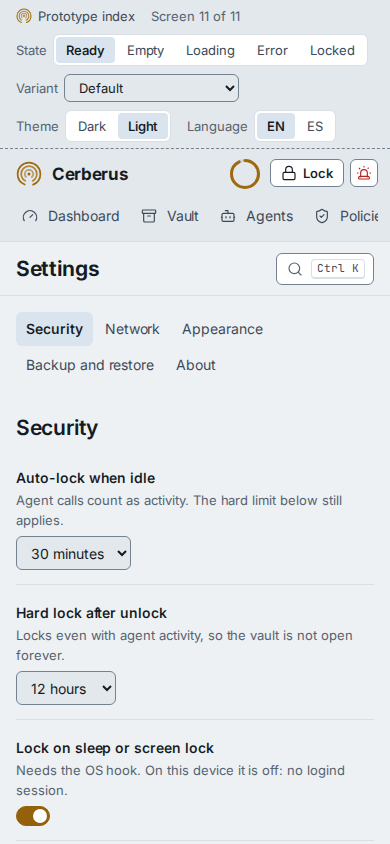 Prototype index Screen 11 of 11
State Ready Empty Loading Error Locked
Variant Default
Theme Dark Light Language EN ES
Cerberus Lock
Dashboard Vault Agents Policie
Settings Ctrl K
Security Network Appearance
Backup and restore About
Security
Auto-lock when idle
Agent calls count as activity. The hard limit below still
applies.
30 minutes
Hard lock after unlock
Locks even with agent activity, so the vault is not open
forever.
12 hours
Lock on sleep or screen lock
Needs the OS hook. On this device it is off: no logind
session.